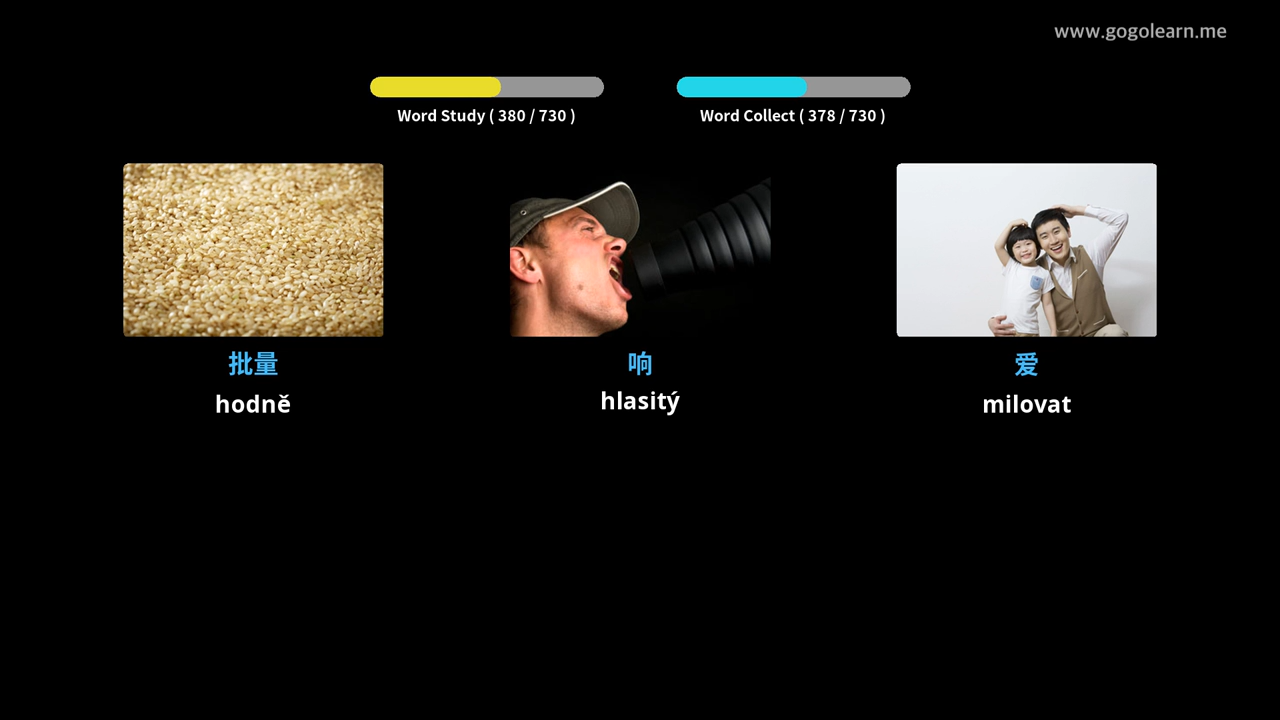 www.gogolearn.me
Word Study ( 380 / 730 )
Word Collect ( 378 / 730 )
批量
hodně
响
hlasitý
爱
milovat